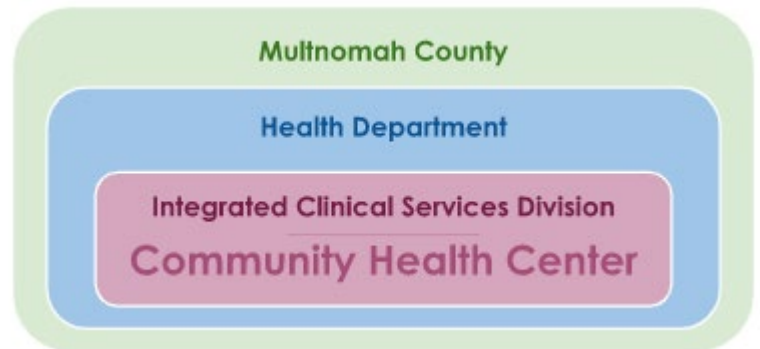 Multnomah County
Health Department
Integrated Clinical Services Division
Community Health Center